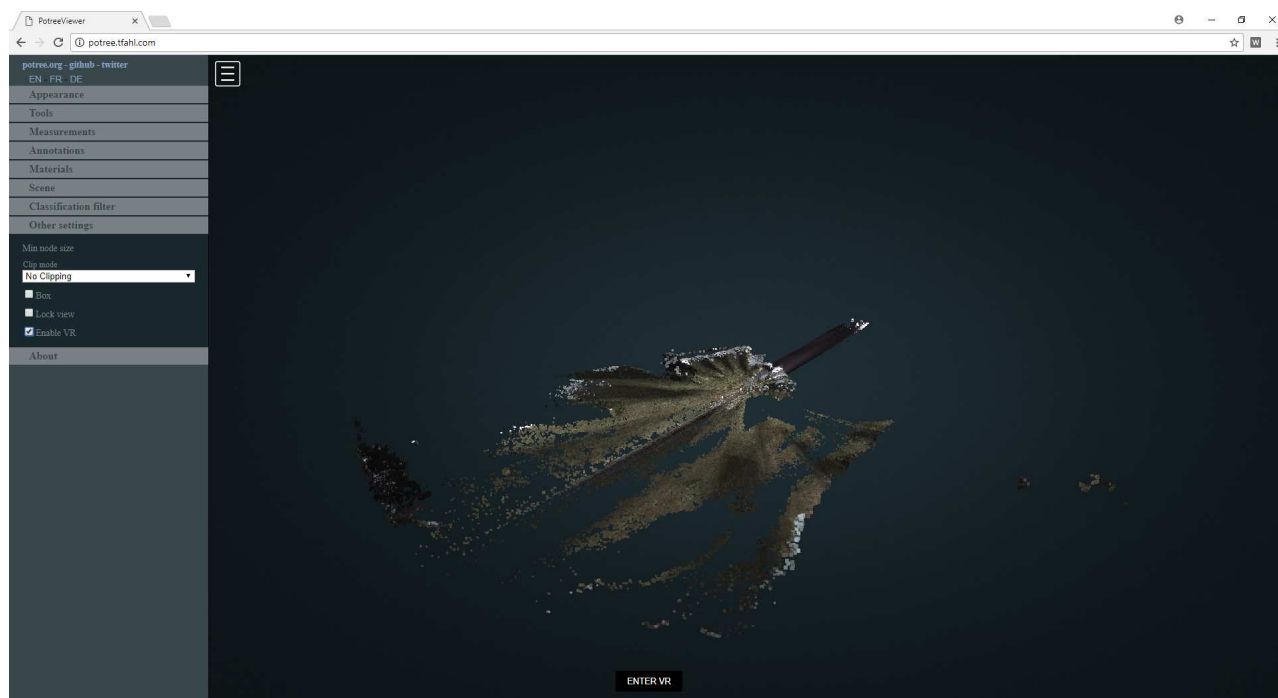 PotreeViewer
potree.tfahl.com
W
potree.org - github - twitter
EN - FR - DE
Appearance
Tools
Measurements
Annotations
Materials
Scene
Classification filter
Other settings
Min node size
Clip mode
No Clipping
Box
Lock view
Enable VR
About
ENTER VR